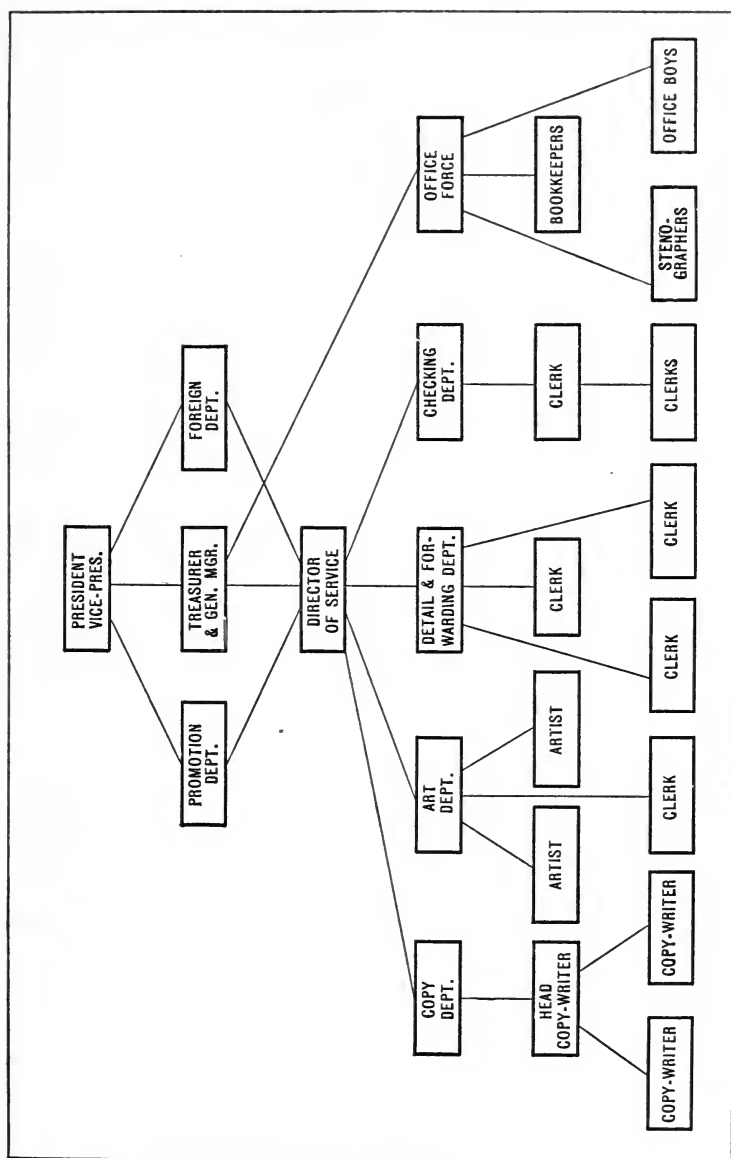 PRESIDENT
VICE-PRES.
PROMOTION
DEPT.
TREASURER
& GEN. MGR.
FOREIGN
DEPT.
DIRECTOR
OF SERVICE
COPY
DEPT.
ART
DEPT.
DETAIL & FOR-
WARDING DEPT.
CHECKING
DEPT.
OFFICE
FORCE
HEAD
COPY-WRITER
ARTIST
ARTIST
CLERK
CLERK
BOOKKEEPERS
COPY-WRITER
COPY-WRITER
CLERK
CLERK
CLERK
CLERKS
STENO-
GRAPHERS
OFFICE BOYS